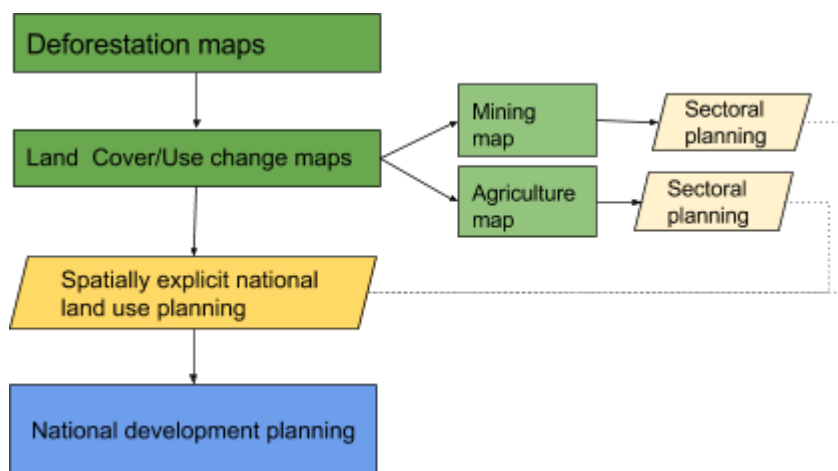 Deforestation maps
Land Cover/Use change maps
Mining
map
Sectoral
planning
Agriculture
map
Sectoral
planning
Spatially explicit national
land use planning
National development planning